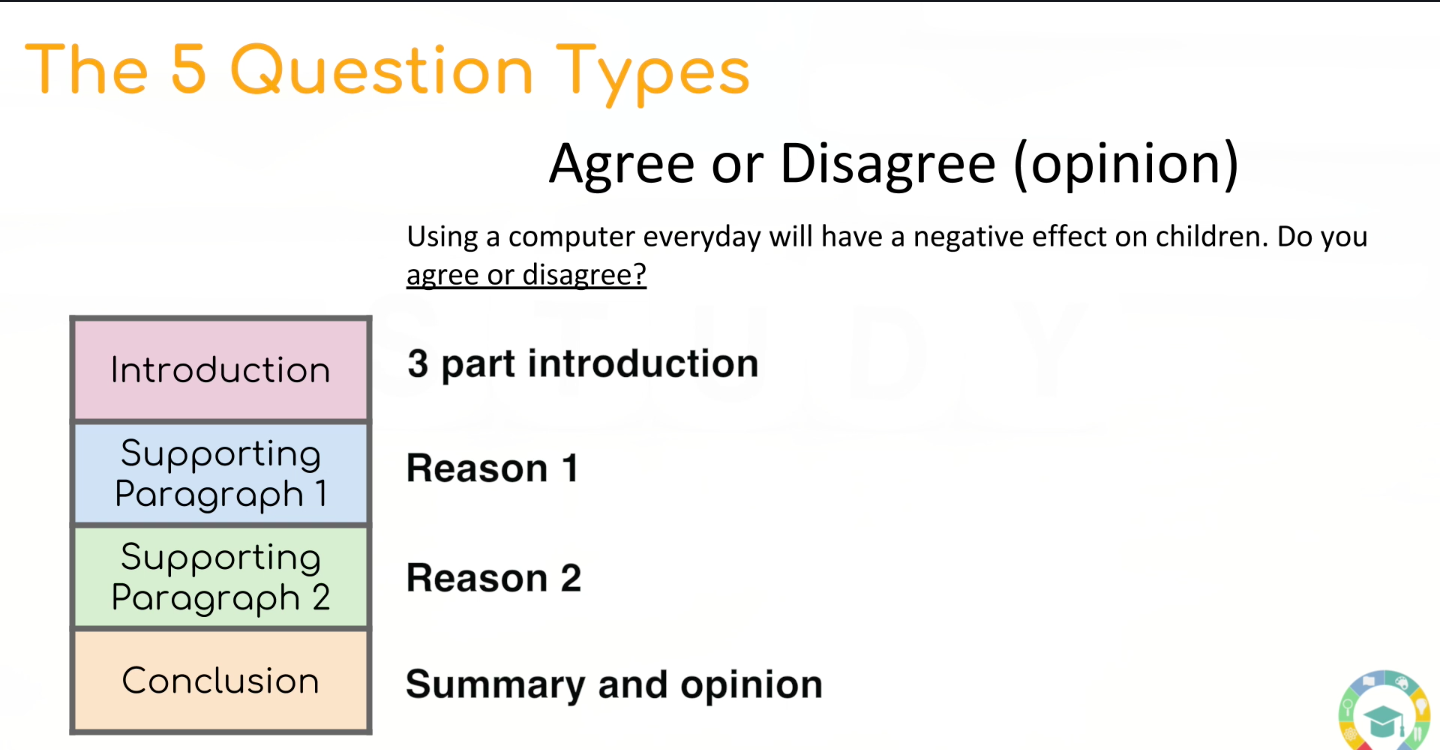 The 5 Question Types
Agree or Disagree (opinion)
Using a computer everyday will have a negative effect on children. Do you
agree or disagree?
STUDY
Introduction
3 part introduction
Supporting
Paragraph 1
Reason 1
Supporting
Paragraph 2
Reason 2
Conclusion
Summary and opinion